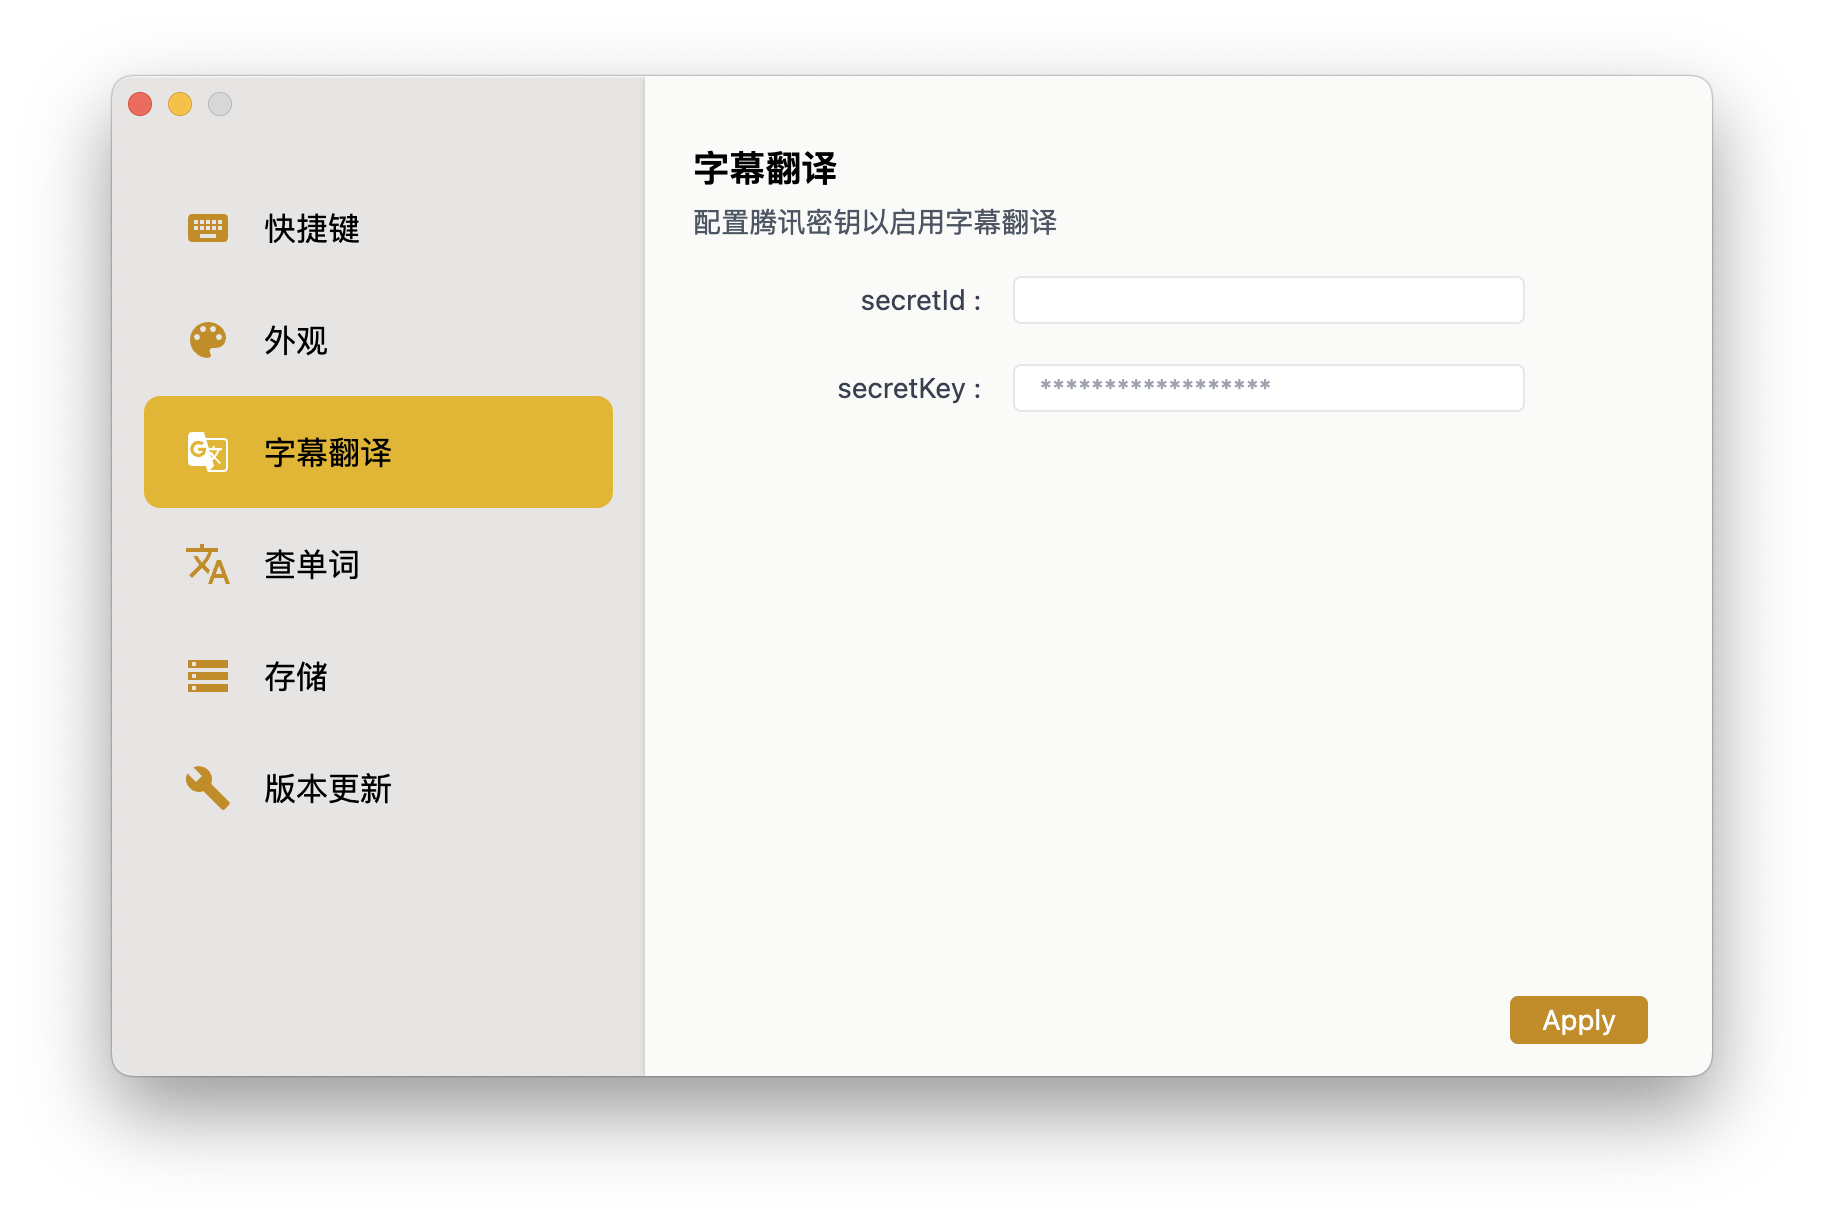 快捷键
外观
字幕翻译
查单词
存储
版本更新
字幕翻译
配置腾讯密钥以启用字幕翻译
secretId :
secretKey : ******************
Apply